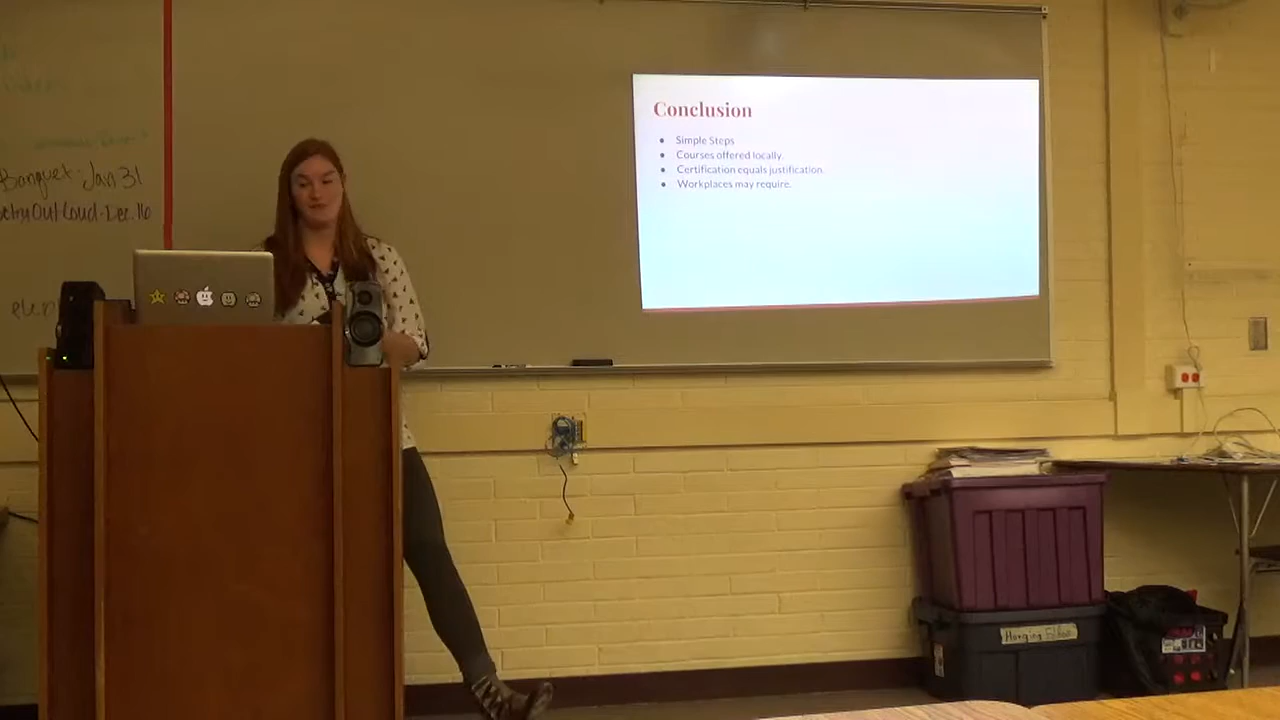 Banquet: Jan 31
Out Loud-Dec. 16
Conclusion
● Simple Steps
● Courses offered locally.
● Certification equals justification.
● Workplaces may require.
Hanging